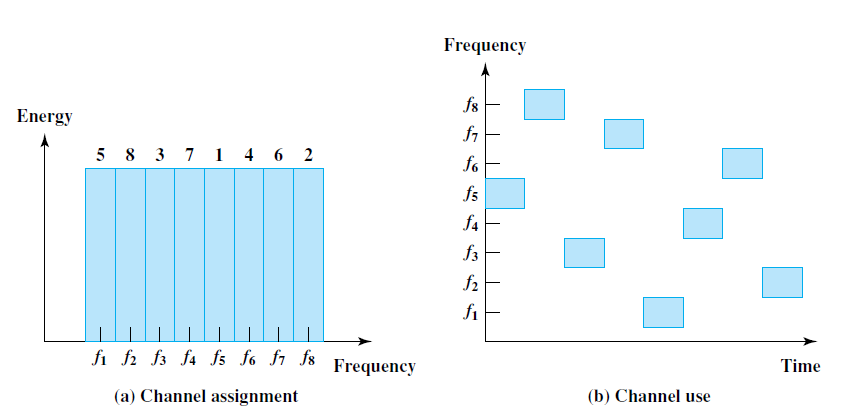 Energy
5 8 3 7 1 4 6 2
f1 f2 f3 f4 f5 f6 f7 f8
Frequency
(a) Channel assignment
Frequency
f8
f7
f6
f5
f4
f3
f2
f1
Time
(b) Channel use